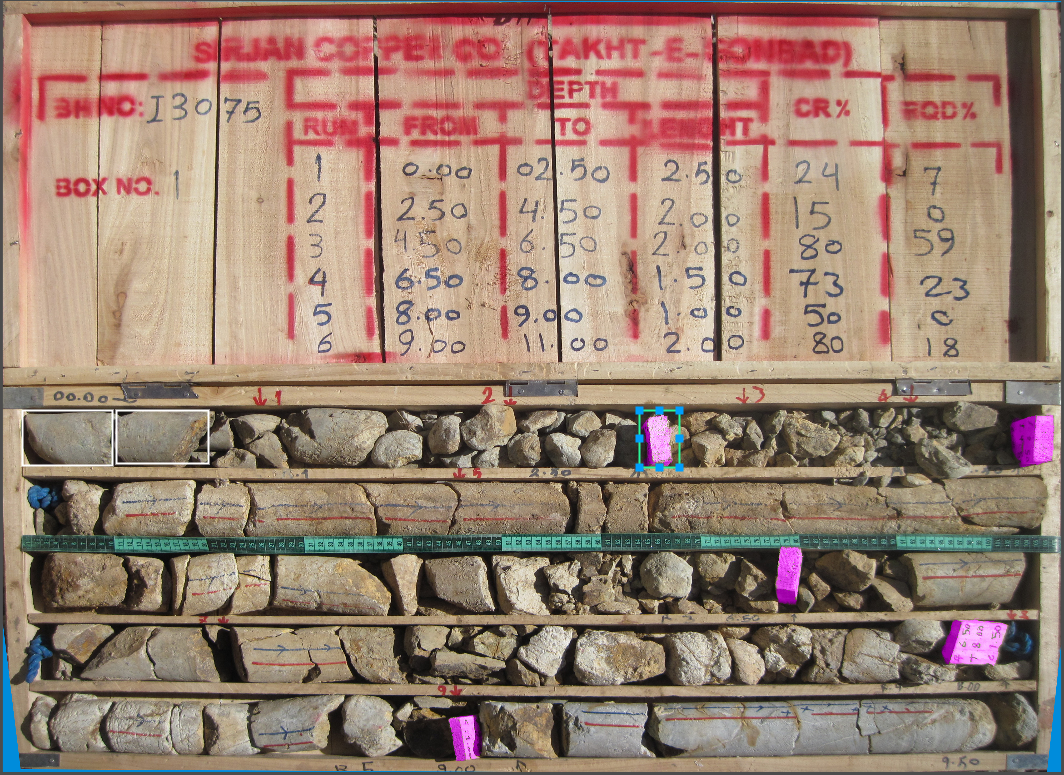 SIRJAN COPPER CO. (TAKHT-E-GONBAD)
DEPTH
BH NO: I3075
RUN FROM TO LENGHT CR% RQD%
1 0.00 02.50 2.50 24 7
BOX NO. 1
2 2.50 4.50 2.00 15 0
3 4.50 6.50 2.00 80 59
4 6.50 8.00 1.50 73 23
5 8.00 9.00 1.00 50 0
6 9.00 11.00 2.00 80 18
00.00
1 2 3 4
5
6.50
8.00
1.50
8.00
9
R5 9.00 9.50